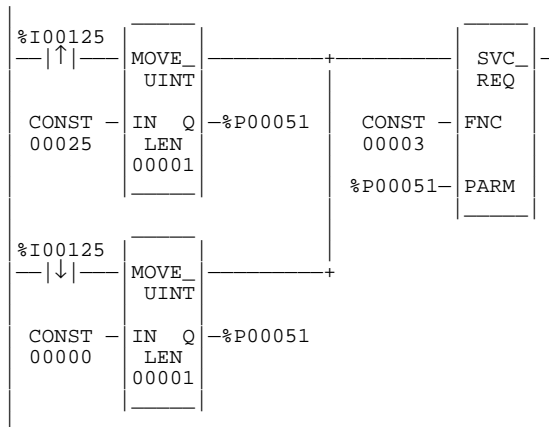 %I00125
↑ MOVE_ SVC_
UINT REQ
CONST IN Q %P00051 CONST FNC
00025 LEN 00003
00001
%P00051 PARM
%I00125
↓ MOVE_
UINT
CONST IN Q %P00051
00000 LEN
00001